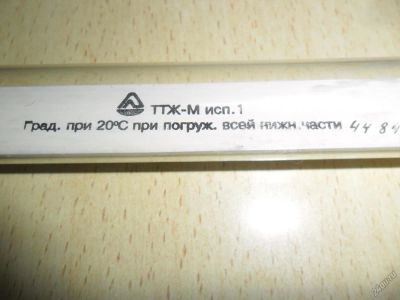 ТТЖ-М исп.1
Град. при 20°С при погруж. всей нижн.части